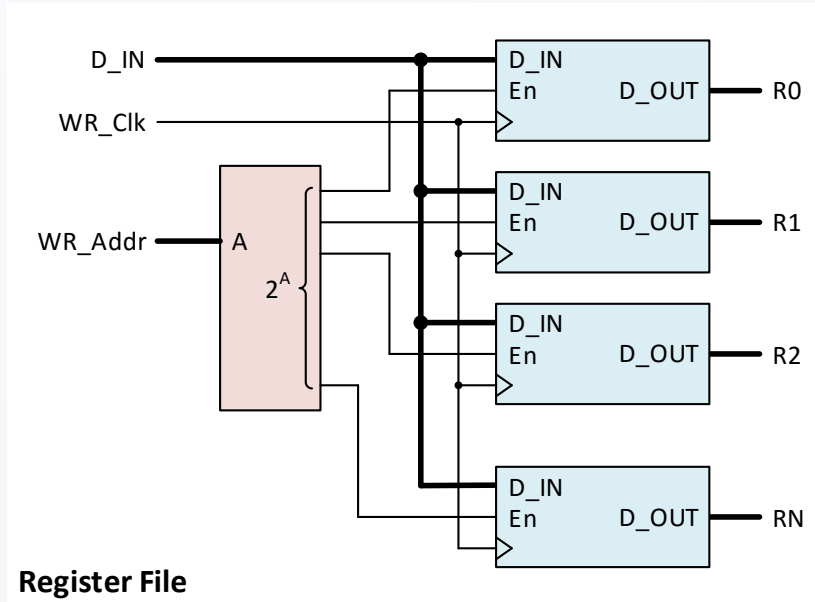 D_IN
WR_Clk
WR_Addr
A
2^A
D_IN
En
D_OUT
R0
D_IN
En
D_OUT
R1
D_IN
En
D_OUT
R2
D_IN
En
D_OUT
RN
Register File